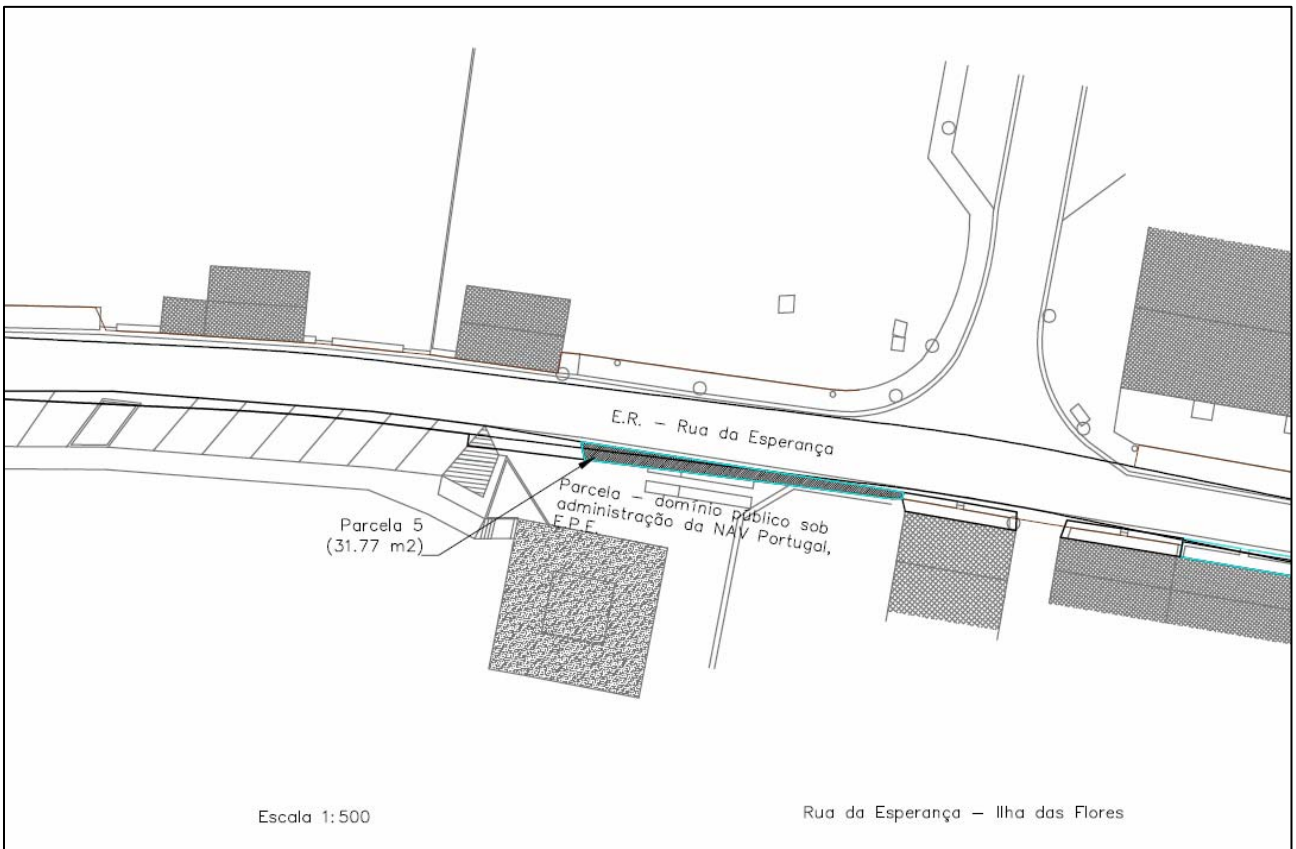 E.R. – Rua da Esperança
Parcela – domínio público sob
administração da NAV Portugal,
E.P.E.
Parcela 5
(31.77 m2)
Escala 1:500
Rua da Esperança – Ilha das Flores